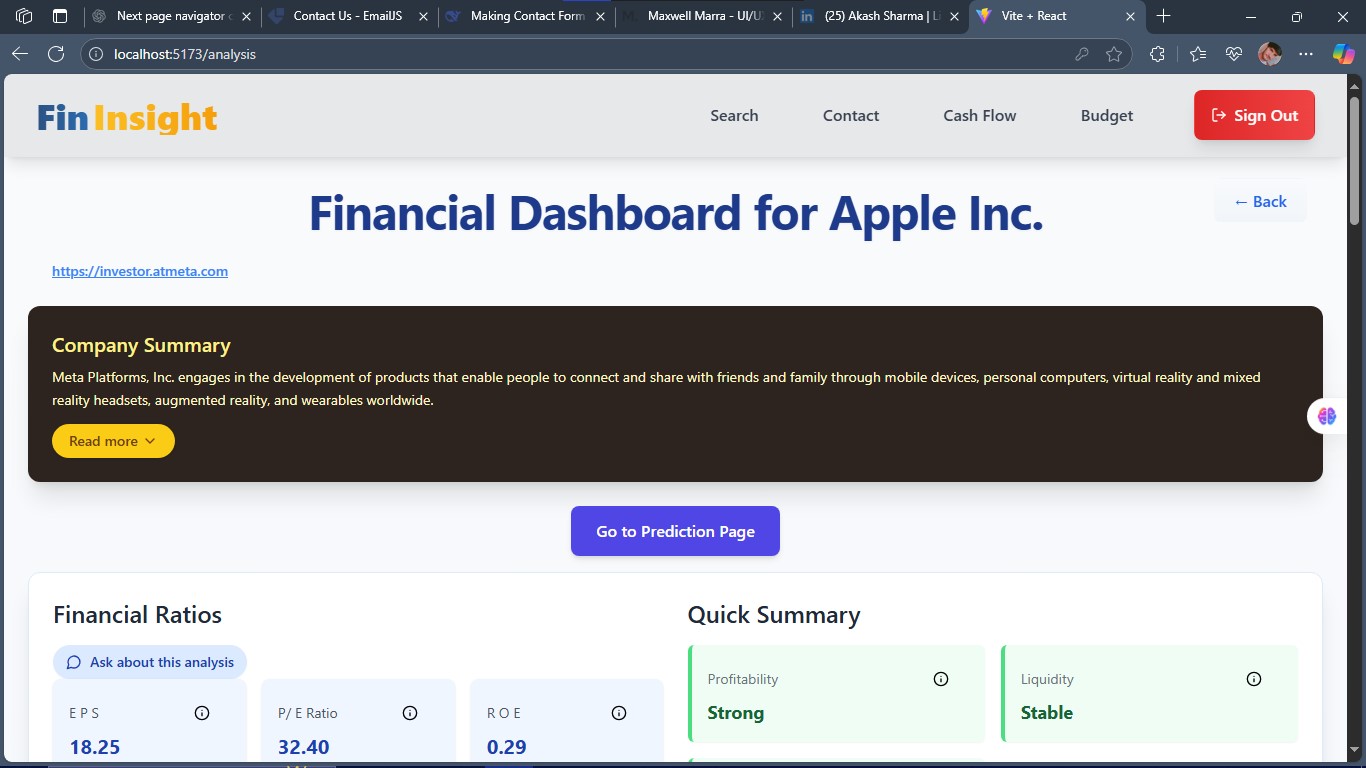 Next page navigator
Contact Us - EmailJS
Making Contact Form
Maxwell Marra - UI/UX
(25) Akash Sharma | Li
Vite + React
localhost:5173/analysis
FinInsight
Search
Contact
Cash Flow
Budget
Sign Out
Financial Dashboard for Apple Inc.
← Back
https://investor.atmeta.com
Company Summary
Meta Platforms, Inc. engages in the development of products that enable people to connect and share with friends and family through mobile devices, personal computers, virtual reality and mixed
reality headsets, augmented reality, and wearables worldwide.
Read more
Go to Prediction Page
Financial Ratios
Ask about this analysis
E P S
18.25
P/ E Ratio
32.40
R O E
0.29
Quick Summary
Profitability
Strong
Liquidity
Stable